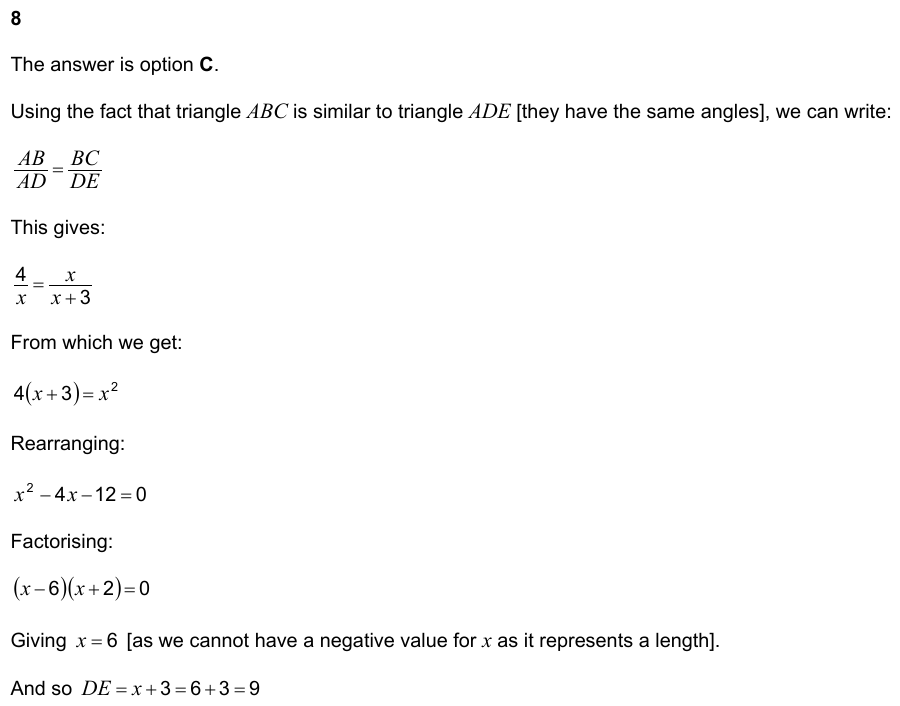 8
The answer is option C.
Using the fact that triangle ABC is similar to triangle ADE [they have the same angles], we can write:
AB/AD = BC/DE
This gives:
4/x = x/(x + 3)
From which we get:
4(x + 3) = x²
Rearranging:
x² − 4x − 12 = 0
Factorising:
(x − 6)(x + 2) = 0
Giving x = 6 [as we cannot have a negative value for x as it represents a length].
And so DE = x + 3 = 6 + 3 = 9